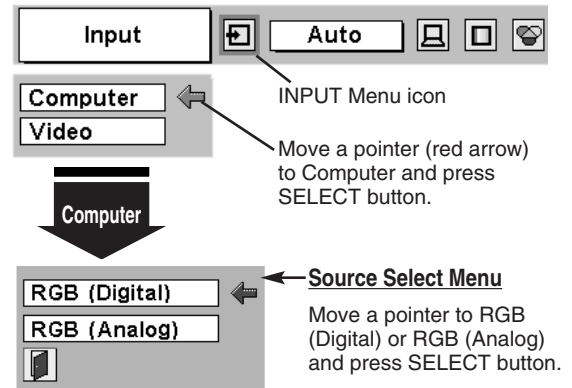 Input
Auto
INPUT Menu icon
Computer
Video
Move a pointer (red arrow)
to Computer and press
SELECT button.
Computer
Source Select Menu
RGB (Digital)
RGB (Analog)
Move a pointer to RGB
(Digital) or RGB (Analog)
and press SELECT button.